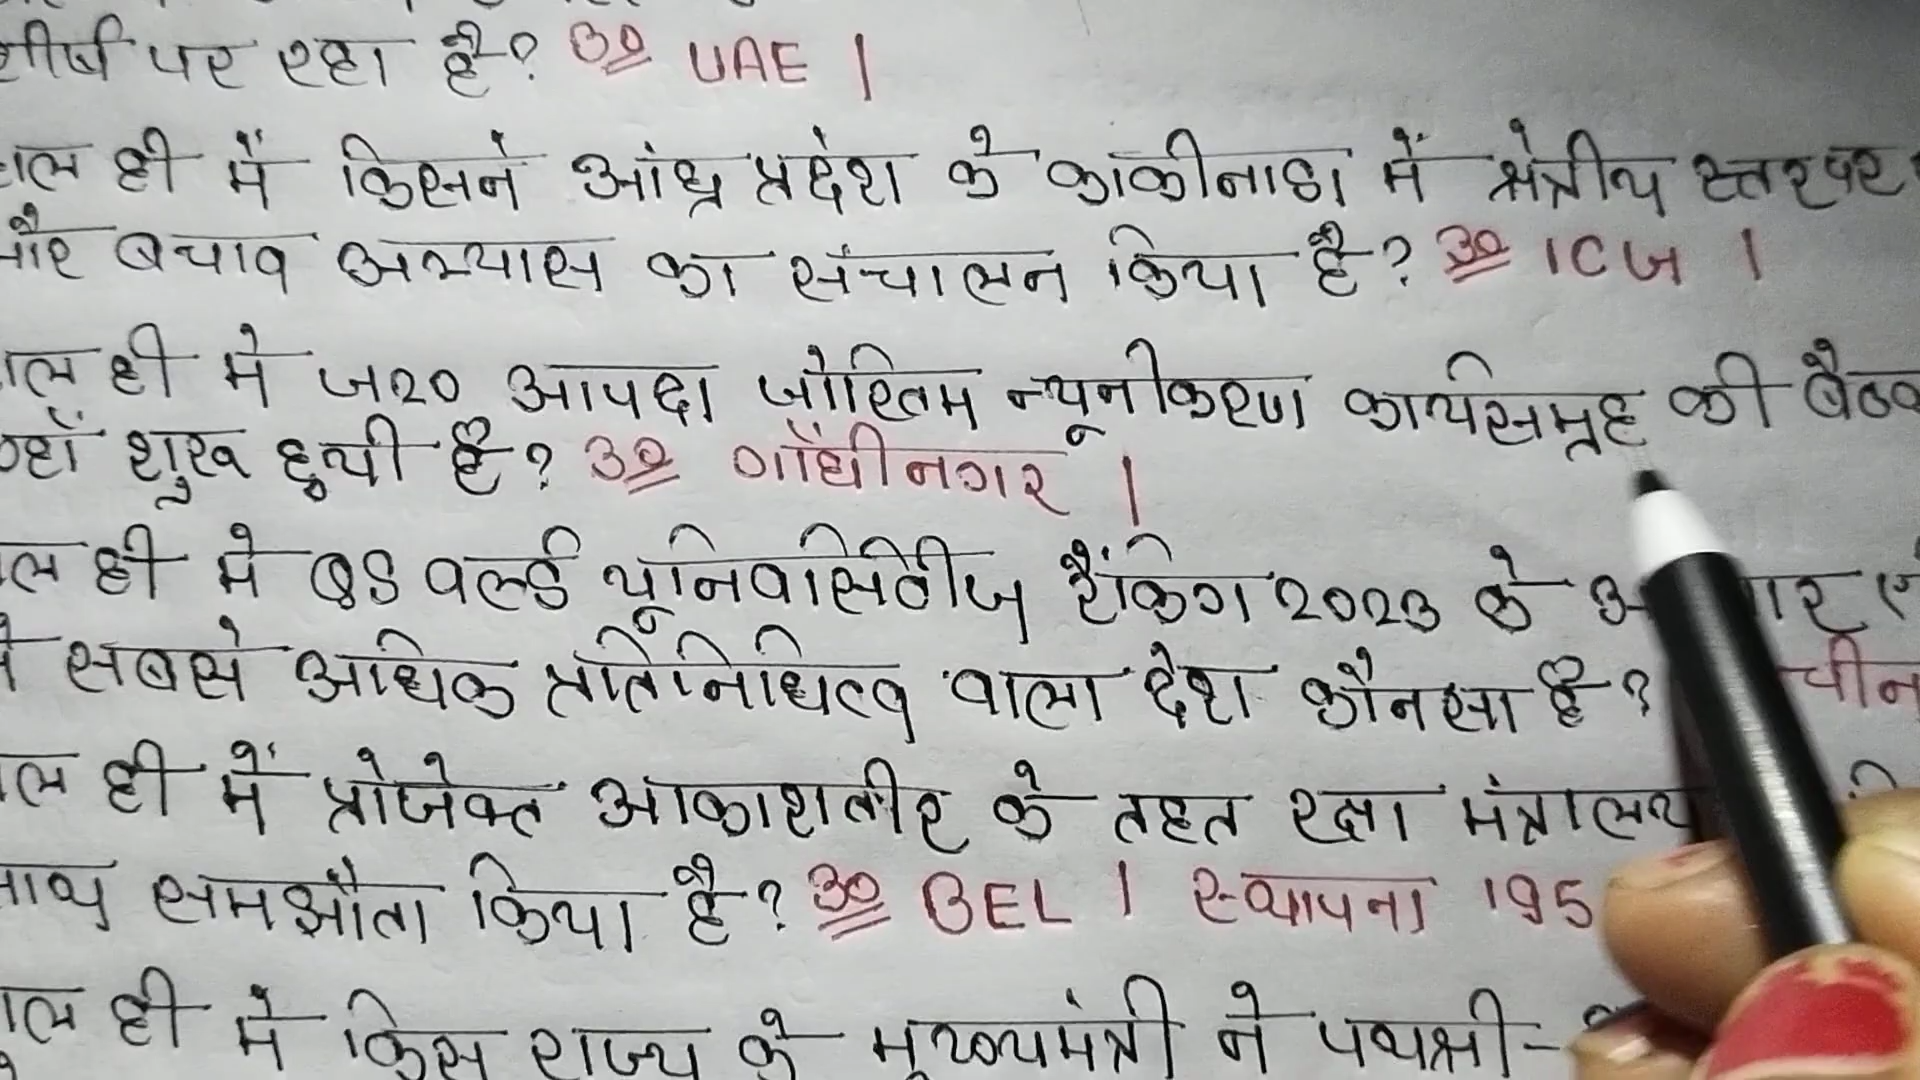 शीर्ष पर रहा है? उ० UAE |
हाल ही में किसने आंध्र प्रदेश के काकीनाडा में क्षेत्रीय स्तर पर
और बचाव अभ्यास का संचालन किया है? उ० ICG |
हाल ही मे G20 आपदा जोखिम न्यूनीकरण कार्यसमूह की बैठक
कहाँ शुरू हुयी है? उ० गाँधीनगर |
हाल ही मे QS वर्ल्ड यूनिवर्सिटीज रैंकिंग 2023 के
सबसे अधिक प्रतिनिधित्व वाला देश कौनसा है? चीन
हाल ही में प्रोजेक्ट आकाशतीर के तहत रक्षा मंत्रालय
साथ समझौता किया है? उ० BEL | स्थापना 195
हाल ही मे किस राज्य के मुख्यमंत्री ने पथश्री-